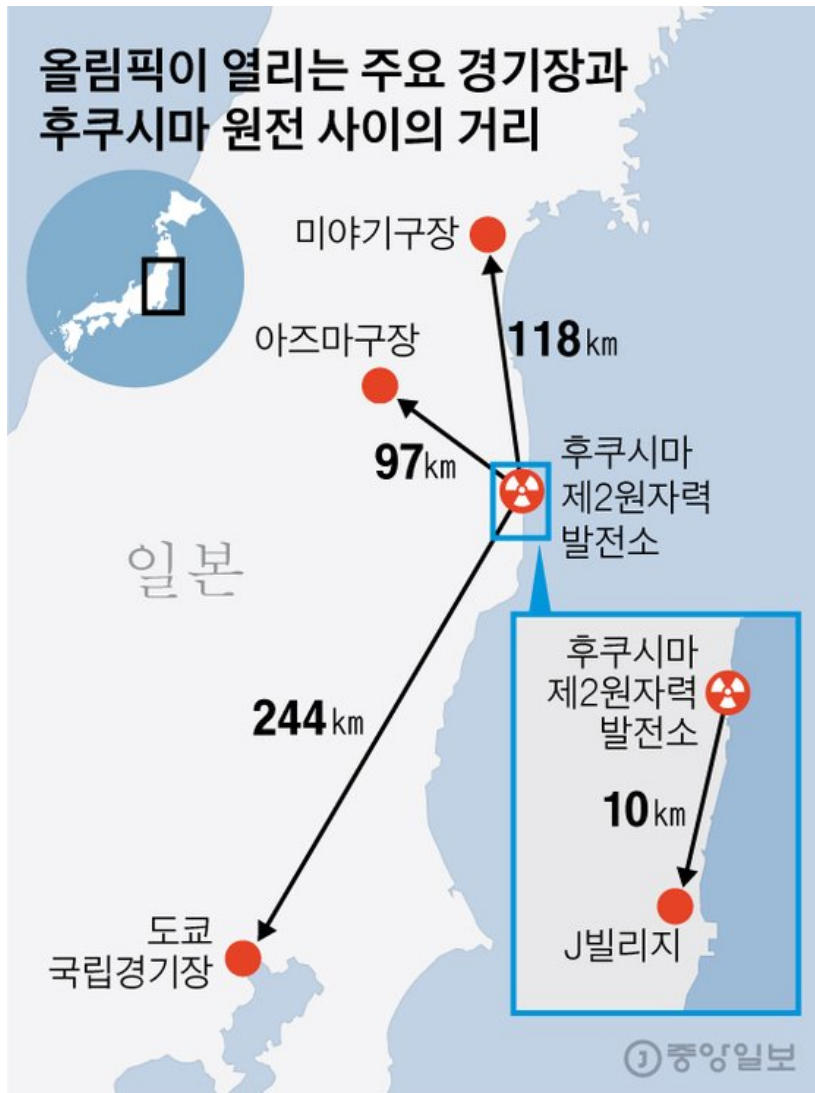 올림픽이 열리는 주요 경기장과
후쿠시마 원전 사이의 거리
미야기구장
118km
아즈마구장
97km
후쿠시마
제2원자력
발전소
일본
244km
후쿠시마
제2원자력
발전소
10km
J빌리지
도쿄
국립경기장
J 중앙일보